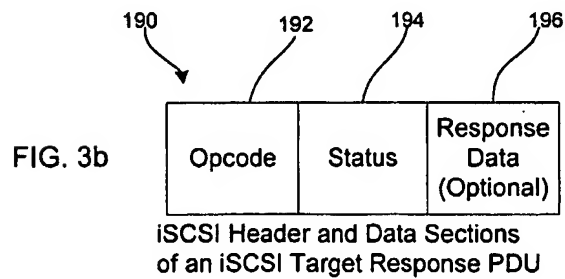 190 192 194 196
FIG. 3b
Opcode
Status
Response
Data
(Optional)
iSCSI Header and Data Sections
of an iSCSI Target Response PDU